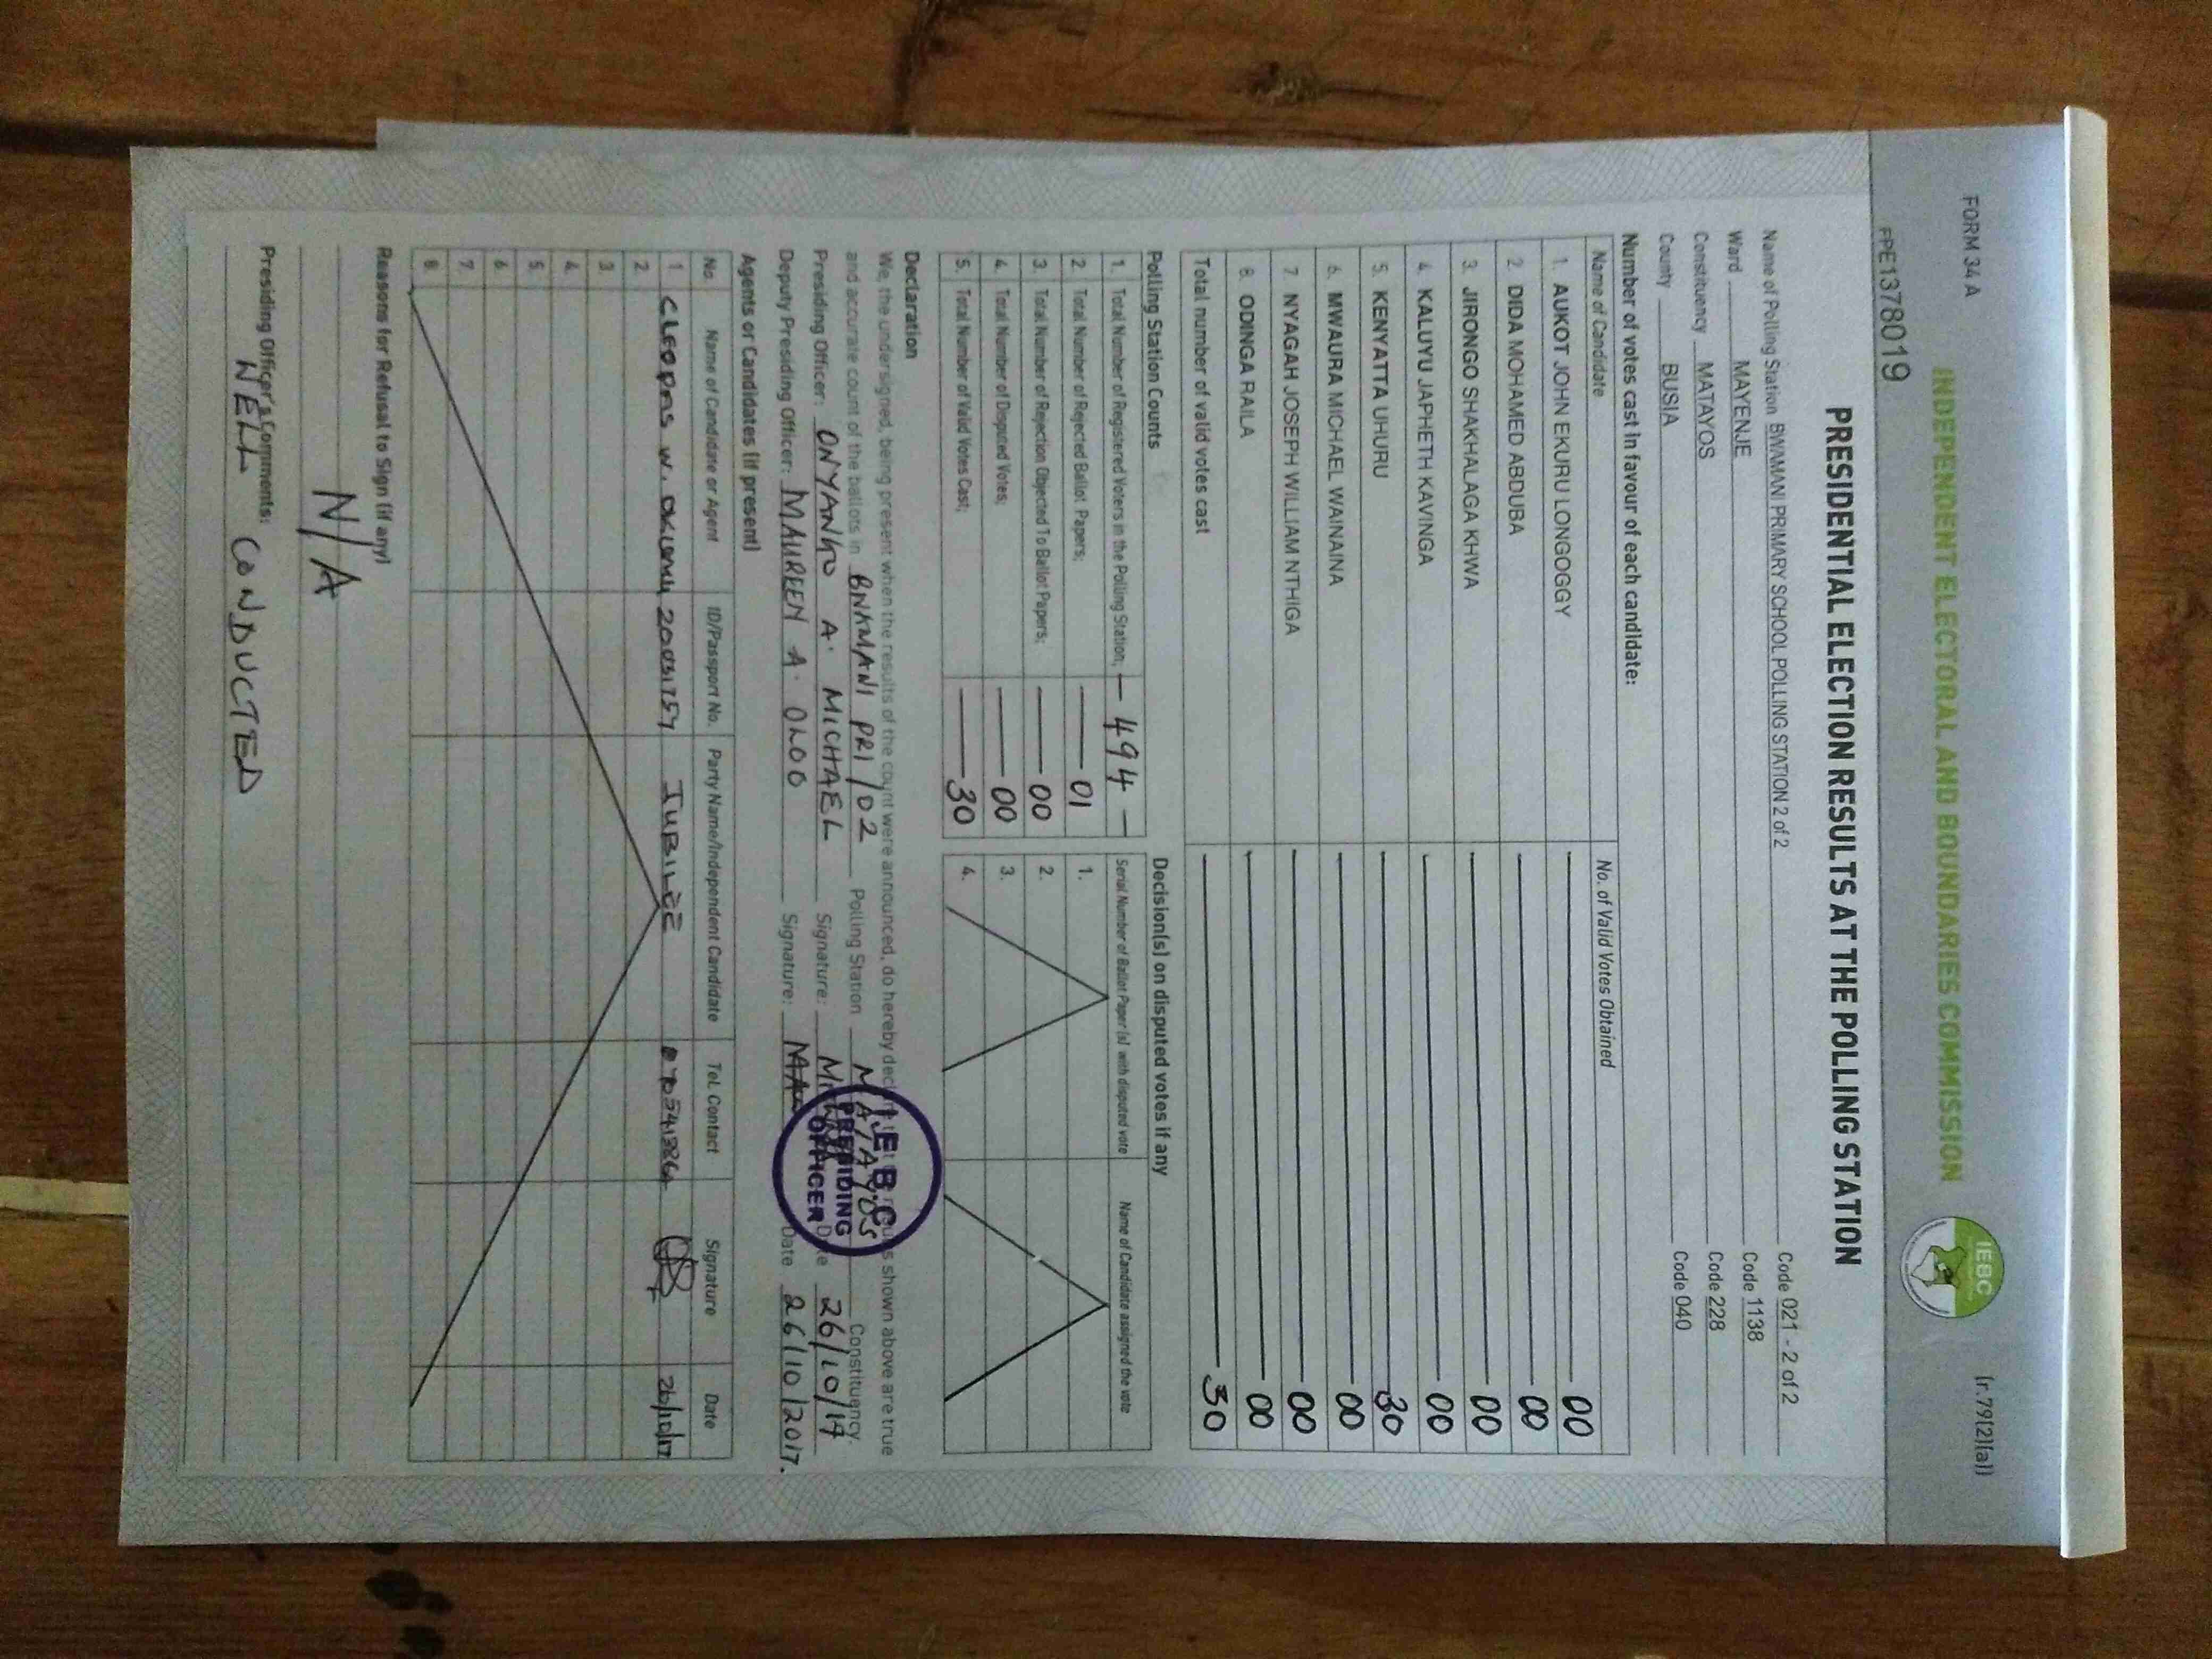 FORM 34 A
(r.79(2)(a))
INDEPENDENT ELECTORAL AND BOUNDARIES COMMISSION
IEBC
FPE1378019
PRESIDENTIAL ELECTION RESULTS AT THE POLLING STATION
Name of Polling Station BWAMANI PRIMARY SCHOOL POLLING STATION 2 of 2 Code 021 - 2 of 2
Ward MAYENJE Code 1138
Constituency MATAYOS Code 228
County BUSIA Code 040
Number of votes cast in favour of each candidate:
Name of Candidate No. of Valid Votes Obtained
1. AUKOT JOHN EKURU LONGOGGY 00
2. DIDA MOHAMED ABDUBA 00
3. JIRONGO SHAKHALAGA KHWA 00
4. KALUYU JAPHETH KAVINGA 00
5. KENYATTA UHURU 30
6. MWAURA MICHAEL WAINAINA 00
7. NYAGAH JOSEPH WILLIAM NTHIGA 00
8. ODINGA RAILA 00
Total number of valid votes cast 30
Polling Station Counts Decision(s) on disputed votes if any
1. Total Number of Registered Voters in the Polling Station; 494 Serial Number of Ballot Paper (s) with disputed vote Name of Candidate assigned the vote
2. Total Number of Rejected Ballot Papers; 01 1.
3. Total Number of Rejection Objected To Ballot Papers; 00 2.
4. Total Number of Disputed Votes; 00 3.
5. Total Number of Valid Votes Cast; 30 4.
Declaration
We, the undersigned, being present when the results of the count were announced, do hereby declare that the results shown above are true
and accurate count of the ballots in BWAMANI PRI/02 Polling Station MATAYOS Constituency.
Presiding Officer: ONYANGO A. MICHAEL Signature: Date 26/10/17
Deputy Presiding Officer: MAUREEN A. OLOO Signature: Date 26/10/2017.
I.E.B.C
PRESIDING
OFFICER
Agents or Candidates (if present)
No. Name of Candidate or Agent ID/Passport No. Party Name/Independent Candidate Tel. Contact Signature Date
1 CLEOPAS W. 20031757 JUBILEE 26/10/17
2.
3.
4.
5.
6.
7.
8.
Reasons for Refusal to Sign (if any)
N/A
Presiding Officer's Comments:
WELL CONDUCTED